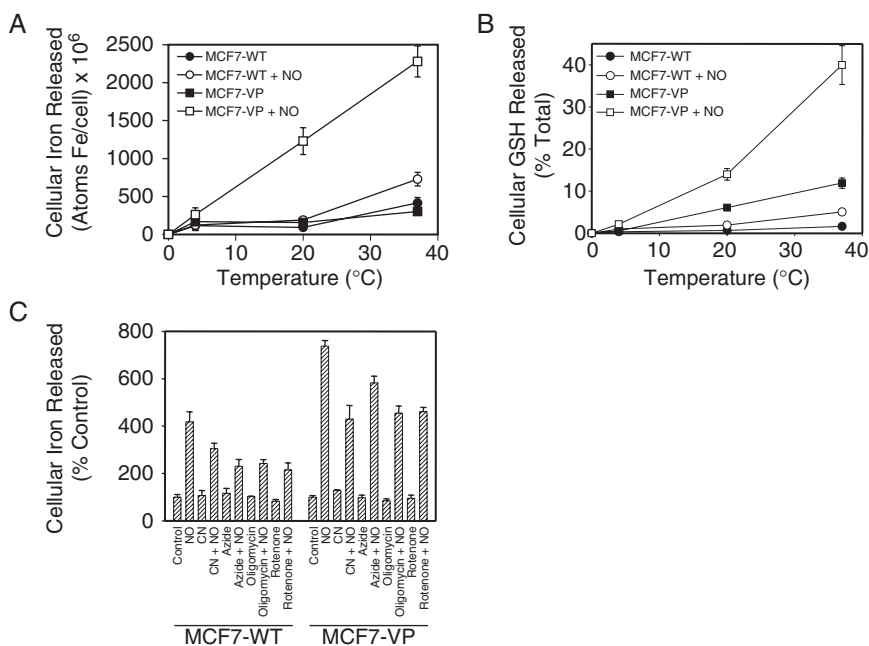 A
Cellular Iron Released
(Atoms Fe/cell) x 10⁶
2500
2000
1500
1000
500
0
MCF7-WT
MCF7-WT + NO
MCF7-VP
MCF7-VP + NO
0 10 20 30 40
Temperature (°C)
B
Cellular GSH Released
(% Total)
40
30
20
10
0
MCF7-WT
MCF7-WT + NO
MCF7-VP
MCF7-VP + NO
0 10 20 30 40
Temperature (°C)
C
Cellular Iron Released
(% Control)
800
600
400
200
0
Control
NO
CN
CN + NO
Azide
Azide + NO
Oligomycin
Oligomycin + NO
Rotenone
Rotenone + NO
Control
NO
CN
CN + NO
Azide
Azide + NO
Oligomycin
Oligomycin + NO
Rotenone
Rotenone + NO
MCF7-WT
MCF7-VP